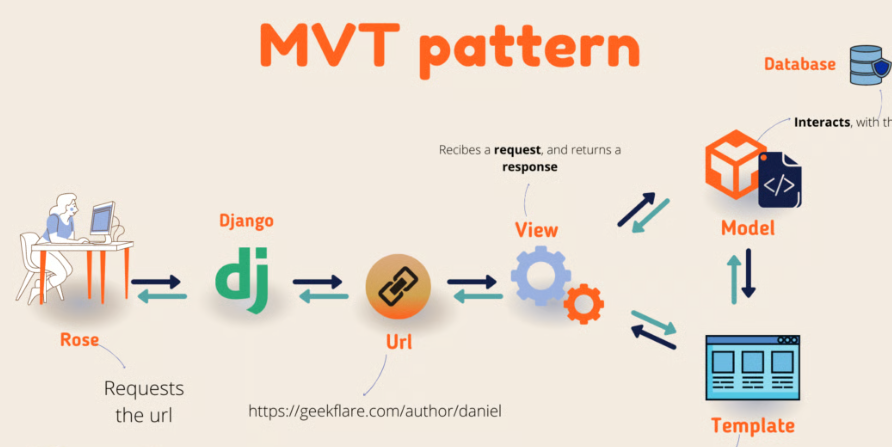 MVT pattern
Database
Interacts, with th
Recibes a request, and returns a
response
Django
dj
View
Model
Rose
Url
Requests
the url
https://geekflare.com/author/daniel
Template